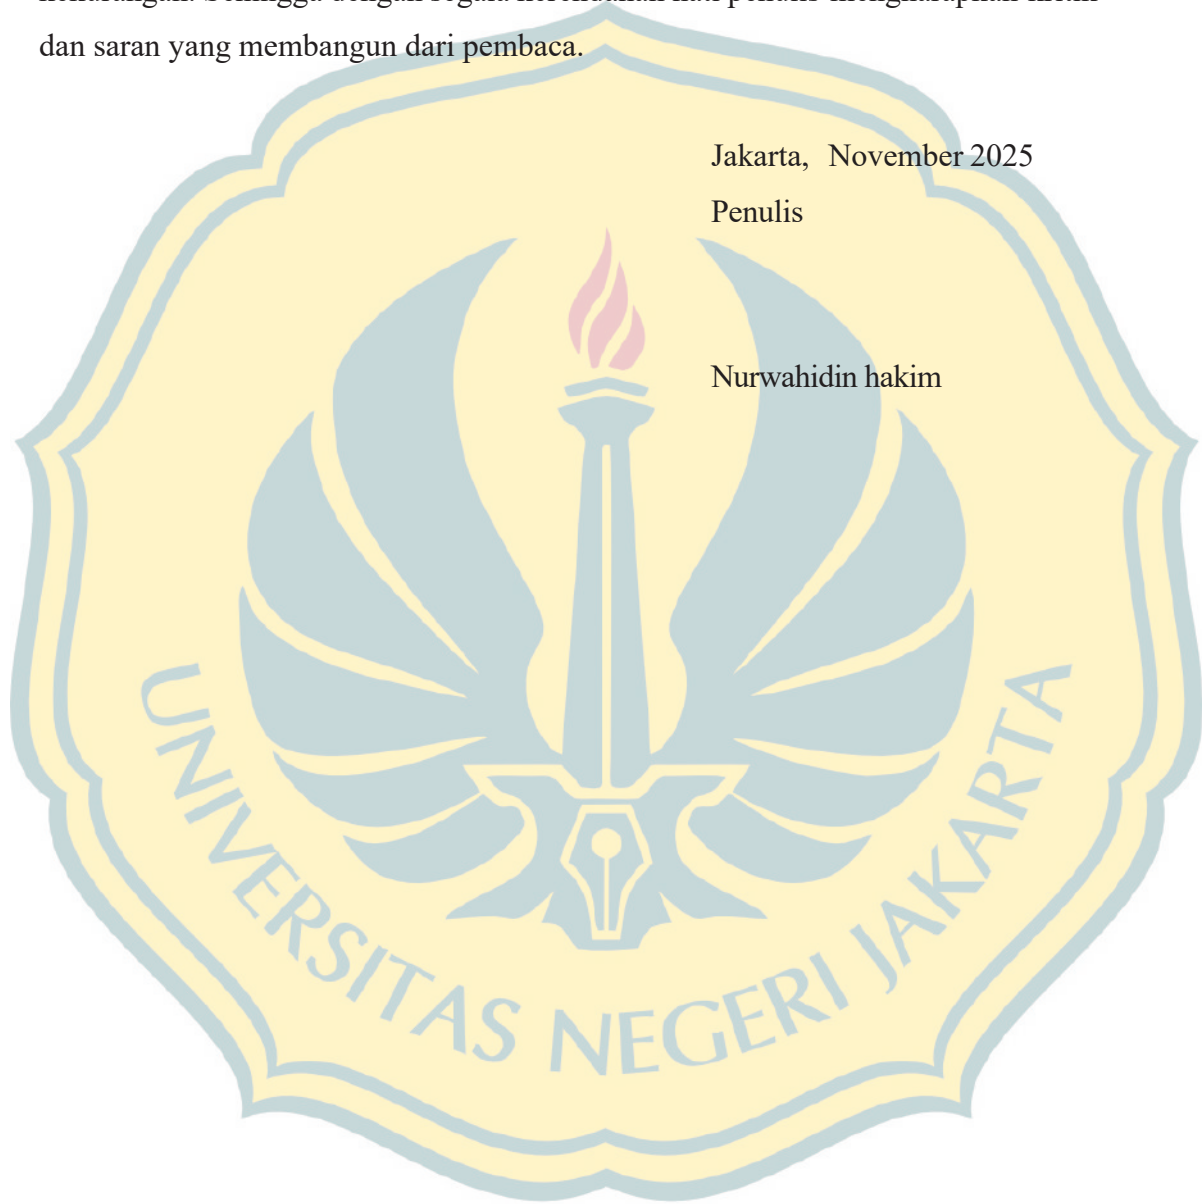 dan saran yang membangun dari pembaca.
Jakarta, November 2025
Penulis
Nurwahidin hakim
UNIVERSITAS NEGERI JAKARTA